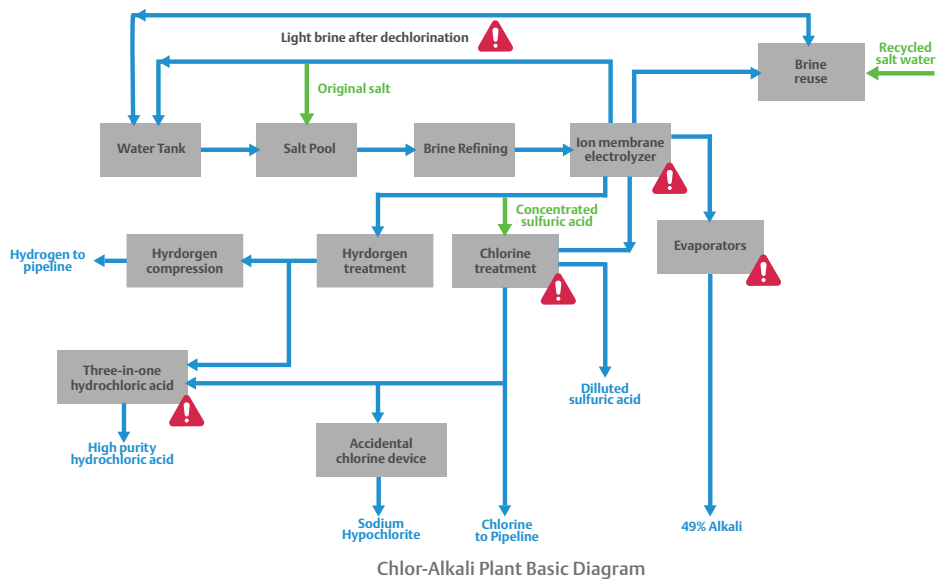 Light brine after dechlorination
Brine
reuse
Recycled
salt water
Original salt
Water Tank
Salt Pool
Brine Refining
Ion membrane
electrolyzer
Concentrated
sulfuric acid
Hydrogen to
pipeline
Hyrdorgen
compression
Hyrdorgen
treatment
Chlorine
treatment
Evaporators
Three-in-one
hydrochloric acid
Dilluted
sulfuric acid
High purity
hydrochloric acid
Accidental
chlorine device
Sodium
Hypochlorite
Chlorine
to Pipeline
49% Alkali
Chlor-Alkali Plant Basic Diagram